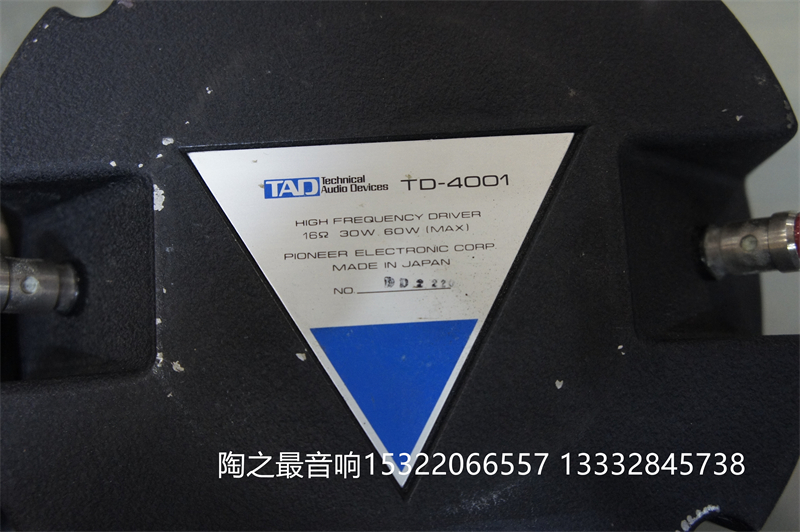 TAD Technical Audio Devices TD-4001
HIGH FREQUENCY DRIVER
16Ω 30W 60W (MAX)
PIONEER ELECTRONIC CORP
MADE IN JAPAN
NO
陶之最音响15322066557 13332845738